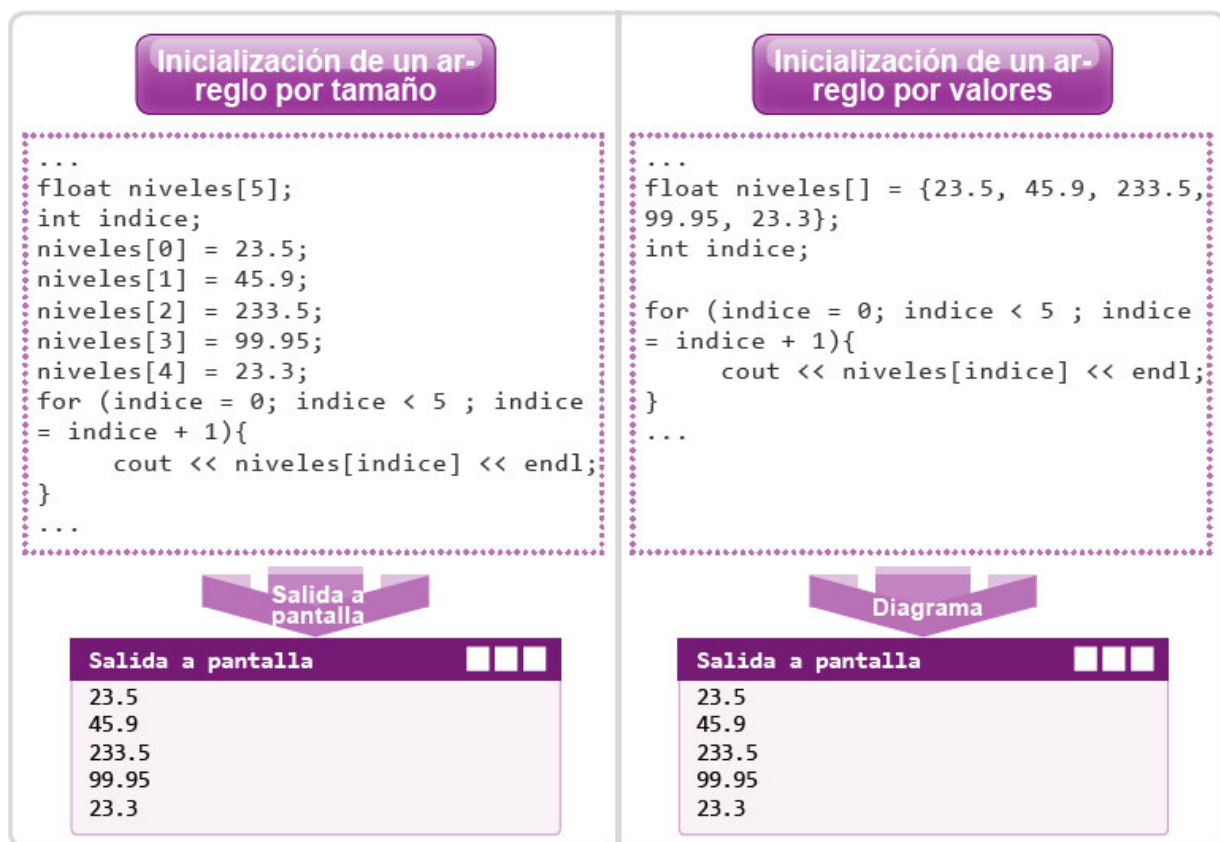 Inicialización de un ar-
reglo por tamaño
...
float niveles[5];
int indice;
niveles[0] = 23.5;
niveles[1] = 45.9;
niveles[2] = 233.5;
niveles[3] = 99.95;
niveles[4] = 23.3;
for (indice = 0; indice < 5 ; indice
= indice + 1){
cout << niveles[indice] << endl;
}
...
Salida a
pantalla
Salida a pantalla
23.5
45.9
233.5
99.95
23.3
Inicialización de un ar-
reglo por valores
...
float niveles[] = {23.5, 45.9, 233.5,
99.95, 23.3};
int indice;
for (indice = 0; indice < 5 ; indice
= indice + 1){
cout << niveles[indice] << endl;
}
...
Diagrama
Salida a pantalla
23.5
45.9
233.5
99.95
23.3